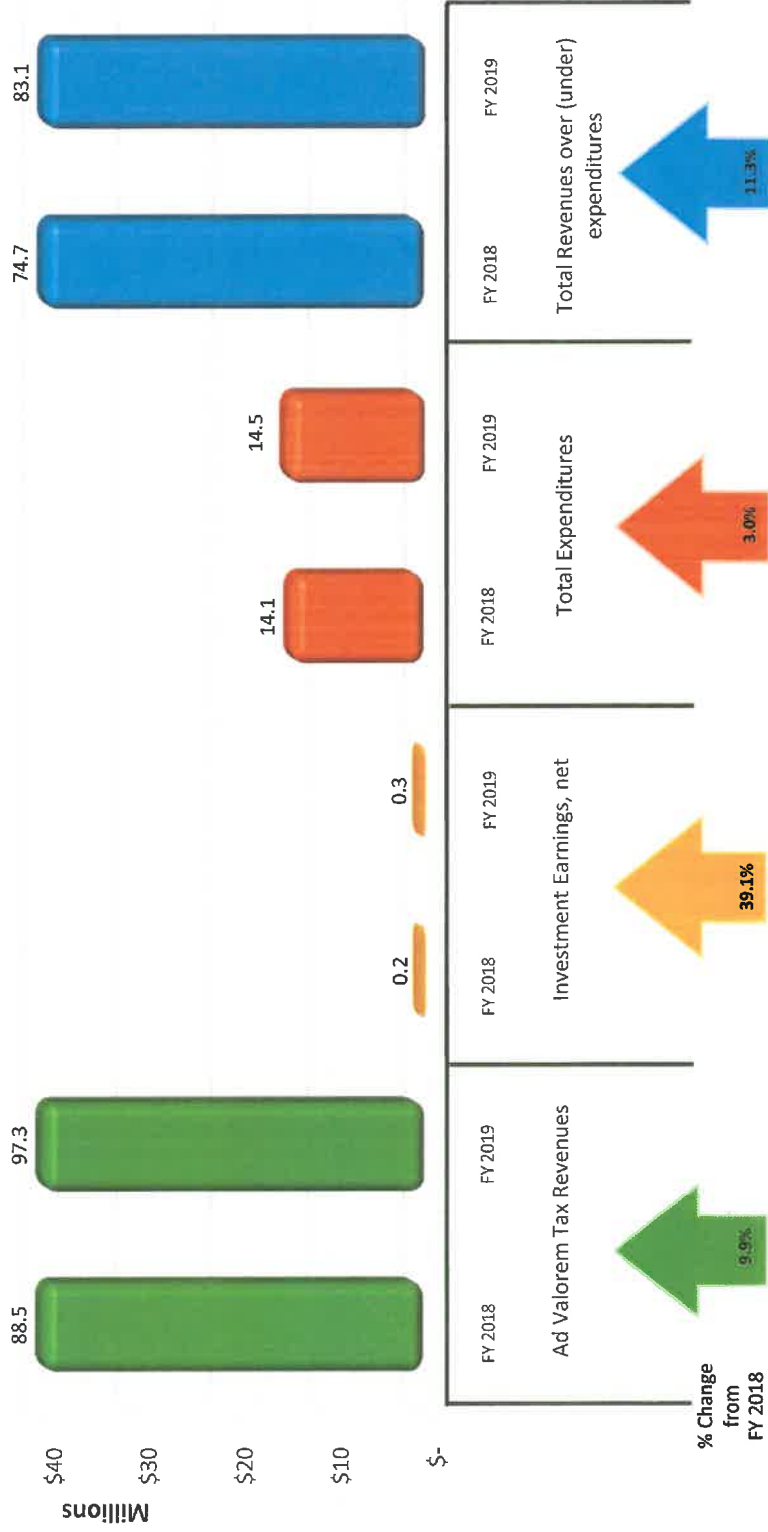 Millions
$40
$30
$20
$10
$-
88.5
97.3
0.2
0.3
14.1
14.5
74.7
83.1
FY 2018
FY 2019
FY 2018
FY 2019
FY 2018
FY 2019
FY 2018
FY 2019
Ad Valorem Tax Revenues
Investment Earnings, net
Total Expenditures
Total Revenues over (under)
expenditures
% Change
from
FY 2018
9.9%
39.1%
3.0%
11.3%